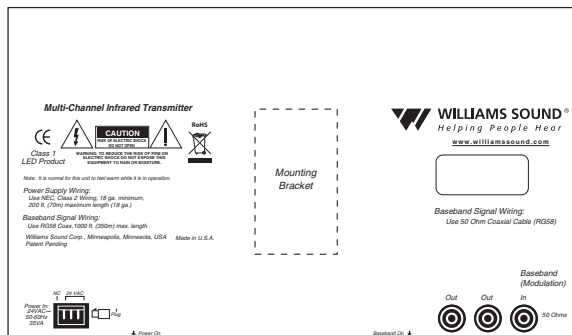 Multi-Channel Infrared Transmitter
CE
Class 1
LED Product
CAUTION
RISK OF ELECTRIC SHOCK
DO NOT OPEN
WARNING: TO REDUCE THE RISK OF FIRE OR
ELECTRIC SHOCK DO NOT EXPOSE THIS
EQUIPMENT TO RAIN OR MOISTURE.
RoHS
Note: It is normal for this unit to feel warm while it is in operation.
Power Supply Wiring:
Use NEC, Class 2 Wiring, 18 ga. minimum,
200 ft. (70m) maximum length (18 ga.)
Baseband Signal Wiring:
Use RG58 Coax,1000 ft. (350m) max. length
Williams Sound Corp., Minneapolis, Minnesota, USA
Made in U.S.A.
Patent Pending
Mounting
Bracket
WILLIAMS SOUND®
Helping People Hear
www.williamssound.com
Baseband Signal Wiring:
Use 50 Ohm Coaxial Cable (RG58)
NC 24 VAC
Power In:
24VAC~
50-60Hz
35VA
Plug
Power On
Baseband
(Modulation)
Out Out In
50 Ohms
Baseband On